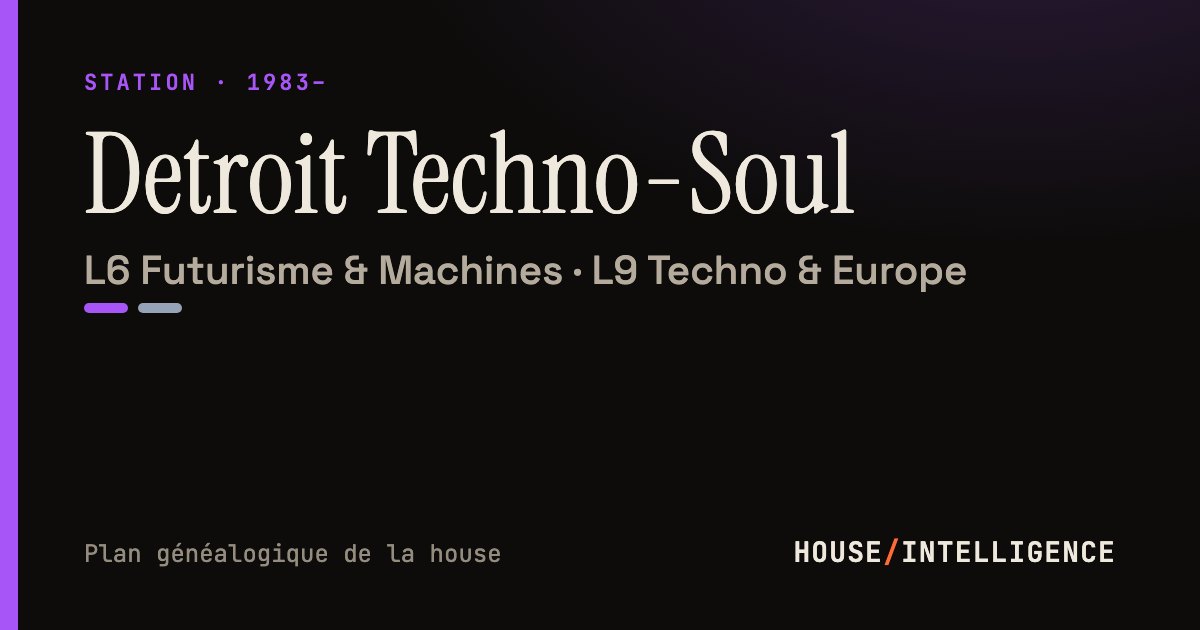 STATION · 1983–
Detroit Techno-Soul
L6 Futurisme & Machines · L9 Techno & Europe
Plan généalogique de la house
HOUSE/INTELLIGENCE